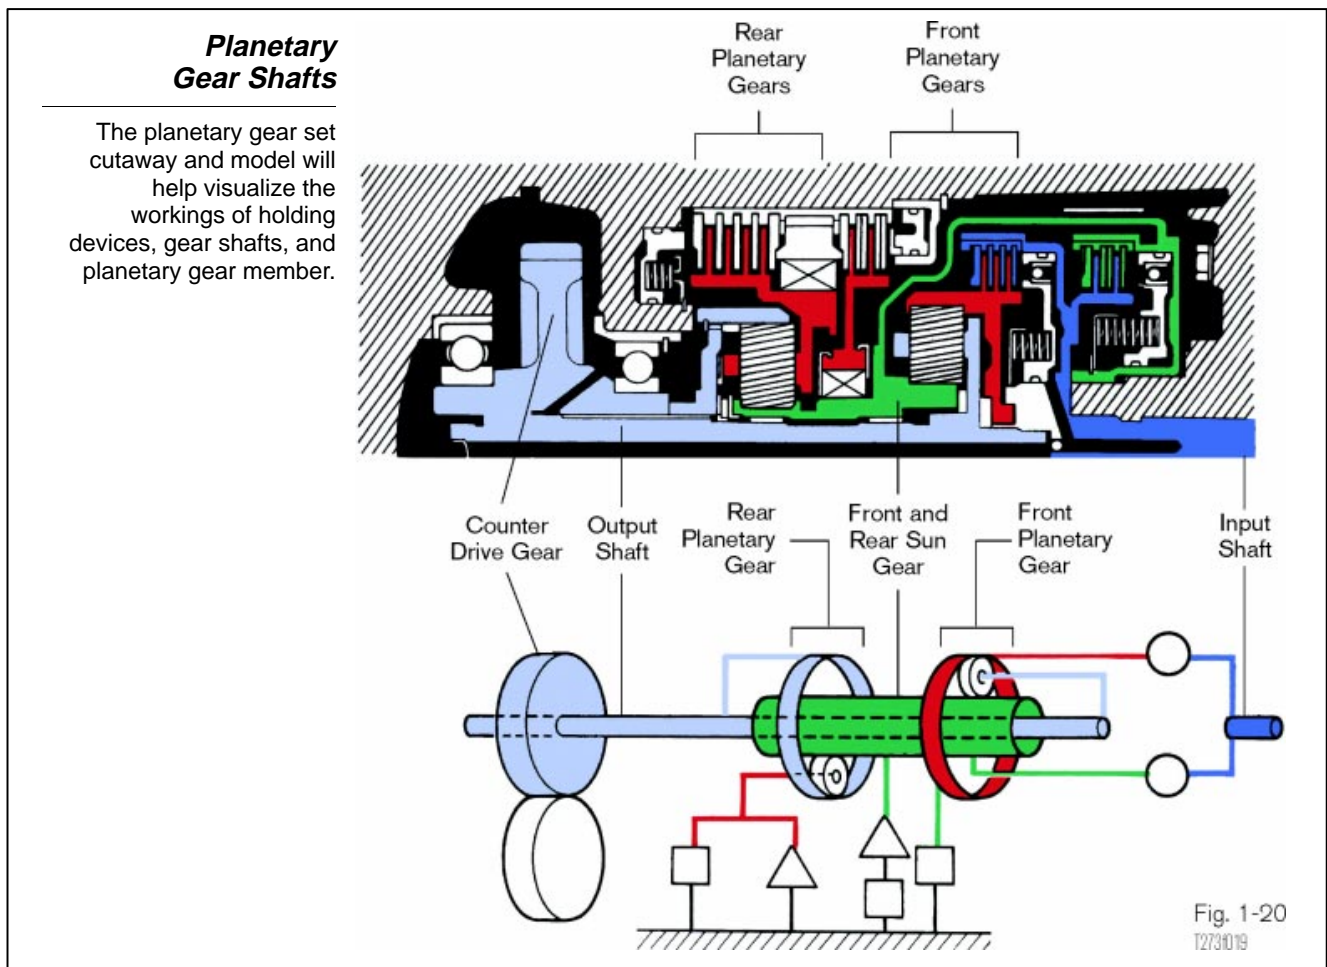 Planetary
Gear Shafts
The planetary gear set
cutaway and model will
help visualize the
workings of holding
devices, gear shafts, and
planetary gear member.
Rear
Planetary
Gears
Front
Planetary
Gears
Counter
Drive Gear
Output
Shaft
Rear
Planetary
Gear
Front and
Rear Sun
Gear
Front
Planetary
Gear
Input
Shaft
Fig. 1-20
T273f019